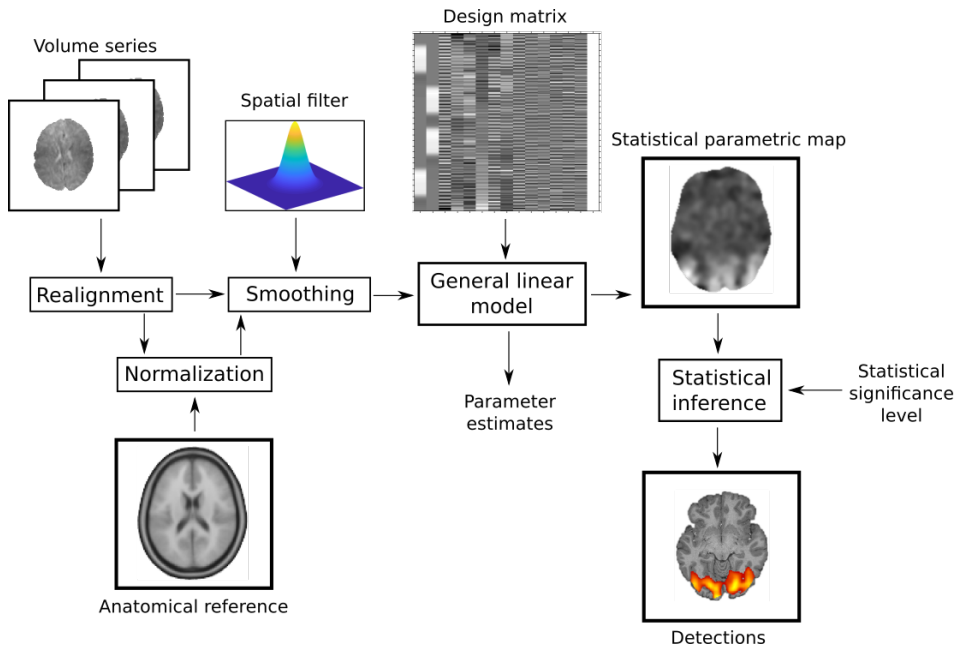 Design matrix
Volume series
Spatial filter
Statistical parametric map
Realignment
Smoothing
General linear
model
Normalization
Parameter
estimates
Statistical
inference
Statistical
significance
level
Anatomical reference
Detections